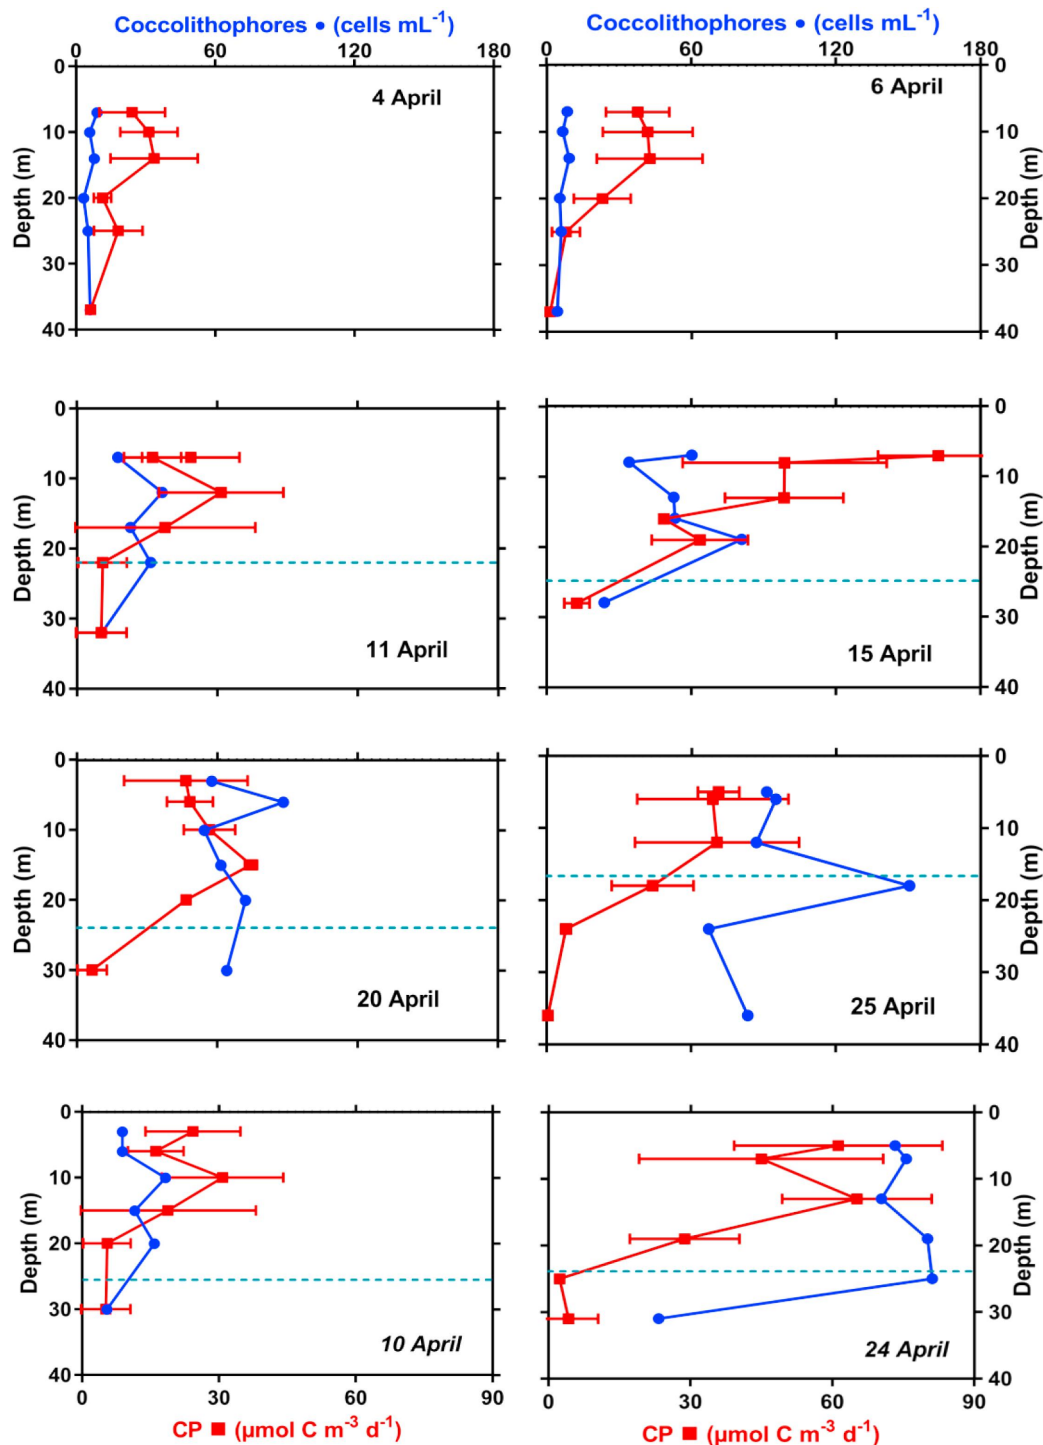 Coccolithophores • (cells mL⁻¹)
Coccolithophores • (cells mL⁻¹)
0 60 120 180
0 60 120 180
0
10
20
30
40
Depth (m)
4 April
0
10
20
30
40
Depth (m)
6 April
0
10
20
30
40
Depth (m)
11 April
0
10
20
30
40
Depth (m)
15 April
0
10
20
30
40
Depth (m)
20 April
0
10
20
30
40
Depth (m)
25 April
0
10
20
30
40
Depth (m)
10 April
0
10
20
30
40
Depth (m)
24 April
0 30 60 90
0 30 60 90
CP ■ (µmol C m⁻³ d⁻¹)
CP ■ (µmol C m⁻³ d⁻¹)